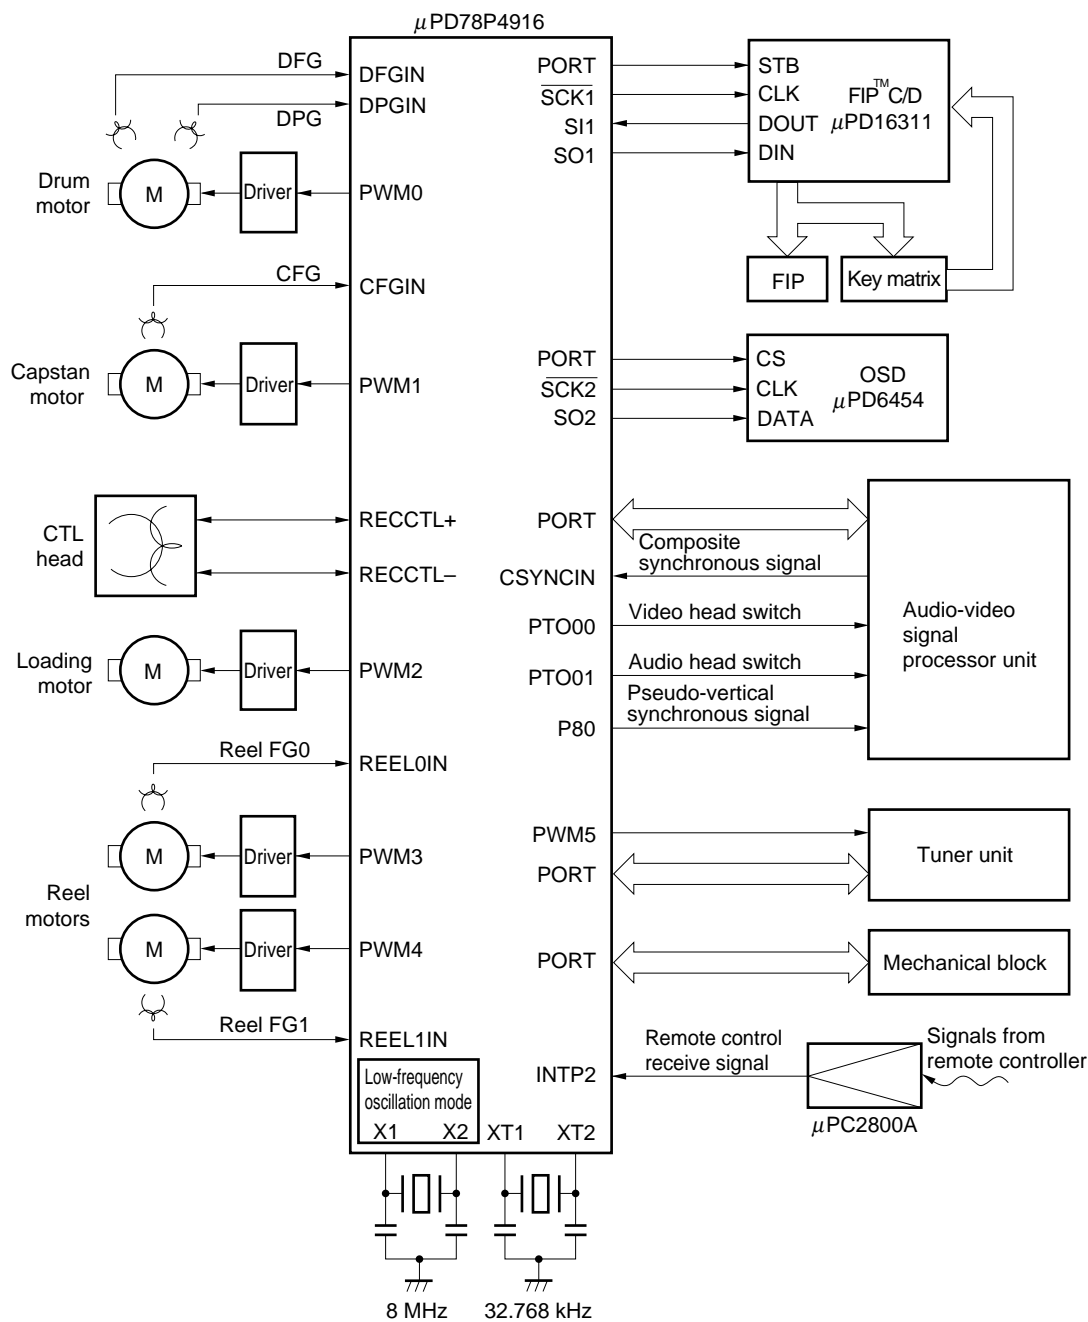 μPD78P4916
DFG
DFGIN
DPGIN
DPG
Drum
motor
M
Driver
PWM0
CFG
CFGIN
Capstan
motor
M
Driver
PWM1
CTL
head
RECCTL+
RECCTL–
Loading
motor
M
Driver
PWM2
Reel FG0
REEL0IN
M
Driver
PWM3
Reel
motors
M
Driver
PWM4
Reel FG1
REEL1IN
Low-frequency
oscillation mode
X1
X2
XT1
XT2
8 MHz
32.768 kHz
PORT
STB
SCK1
CLK
SI1
DOUT
SO1
DIN
FIP™ C/D
μPD16311
FIP
Key matrix
PORT
CS
SCK2
CLK
SO2
DATA
OSD
μPD6454
PORT
Composite
synchronous signal
CSYNCIN
Video head switch
PTO00
Audio head switch
PTO01
Pseudo-vertical
synchronous signal
P80
Audio-video
signal
processor unit
PWM5
PORT
Tuner unit
PORT
Mechanical block
Remote control
receive signal
INTP2
Signals from
remote controller
μPC2800A